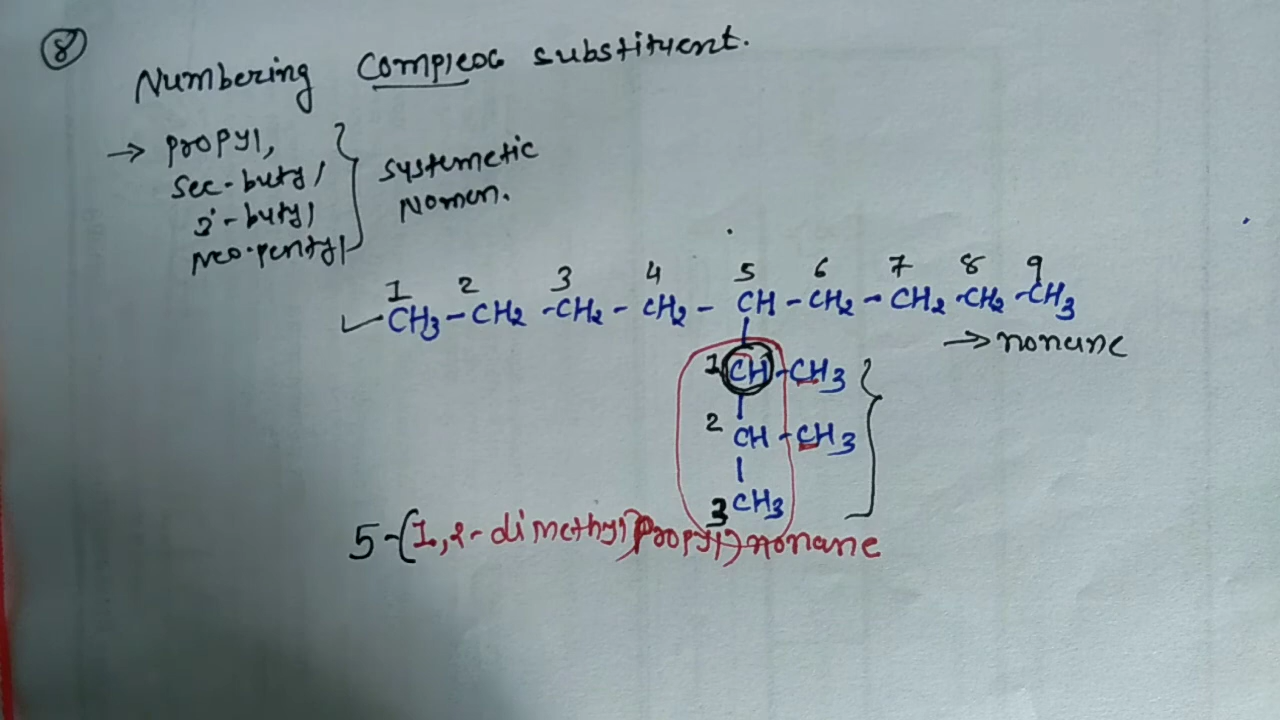 8
Numbering Complex substituent.
→ propyl,
sec-butyl
i-butyl
neo-pentyl
systemetic
Nomen.
1 2 3 4 5 6 7 8 9
CH3-CH2-CH2-CH2-CH-CH2-CH2-CH2-CH3
→ nonane
1 CH-CH3
2 CH-CH3
3 CH3
5-(1,2-dimethyl propyl) nonane